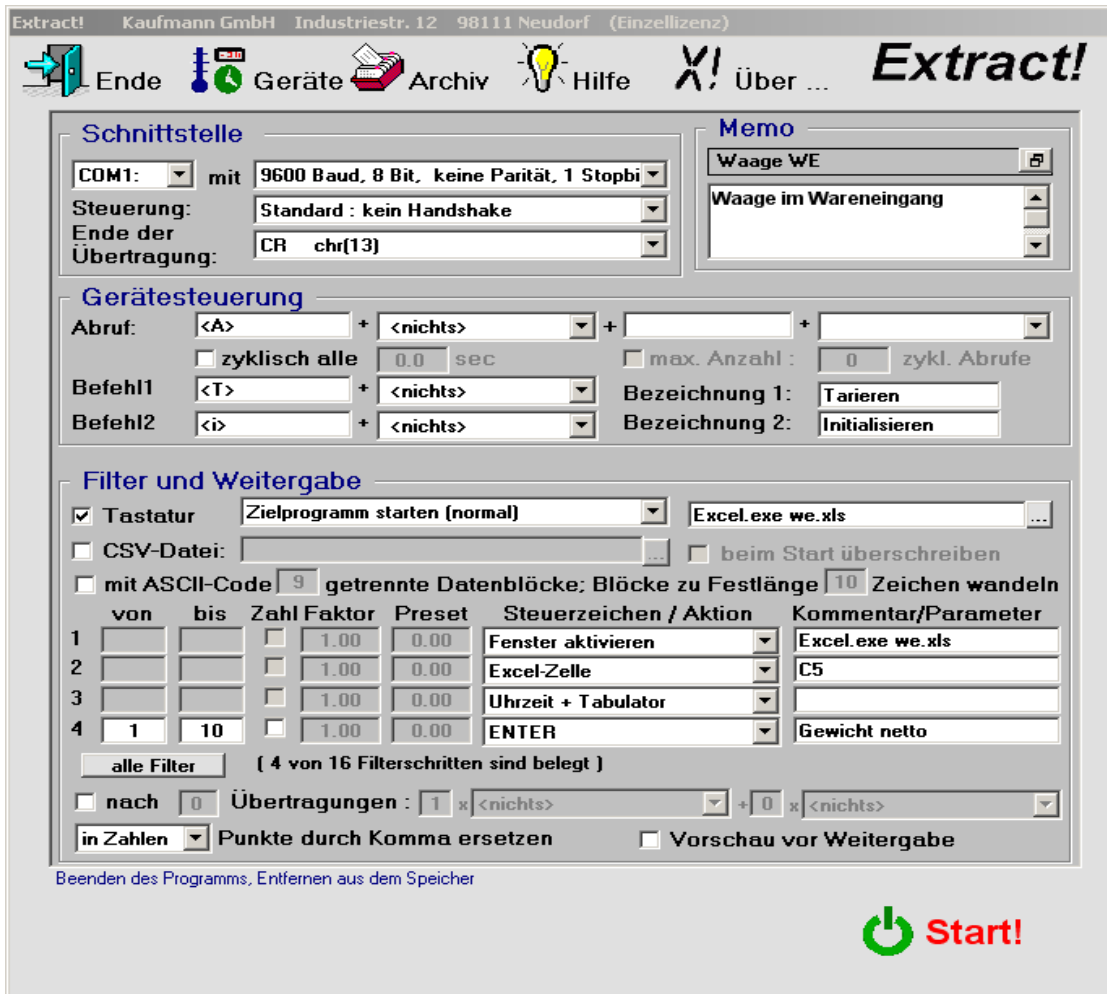 Extract! Kaufmann GmbH Industriestr. 12 98111 Neudorf (Einzellizenz)
Ende Geräte Archiv Hilfe X! Über ... Extract!
Schnittstelle
COM1: mit 9600 Baud, 8 Bit, keine Parität, 1 Stopbi
Steuerung: Standard : kein Handshake
Ende der
Übertragung: CR chr(13)
Memo
Waage WE
Waage im Wareneingang
Gerätesteuerung
Abruf: <A> + <nichts> + +
zyklisch alle 0.0 sec max. Anzahl : 0 zykl. Abrufe
Befehl1 <T> + <nichts> Bezeichnung 1: Tarieren
Befehl2 <i> + <nichts> Bezeichnung 2: Initialisieren
Filter und Weitergabe
Tastatur Zielprogramm starten (normal) Excel.exe we.xls ...
CSV-Datei: ... beim Start überschreiben
mit ASCII-Code 9 getrennte Datenblöcke; Blöcke zu Festlänge 10 Zeichen wandeln
von bis Zahl Faktor Preset Steuerzeichen / Aktion Kommentar/Parameter
1 1.00 0.00 Fenster aktivieren Excel.exe we.xls
2 1.00 0.00 Excel-Zelle C5
3 1.00 0.00 Uhrzeit + Tabulator
4 1 10 1.00 0.00 ENTER Gewicht netto
alle Filter ( 4 von 16 Filterschritten sind belegt )
nach 0 Übertragungen : 1 x <nichts> + 0 x <nichts>
in Zahlen Punkte durch Komma ersetzen Vorschau vor Weitergabe
Beenden des Programms, Entfernen aus dem Speicher
Start!